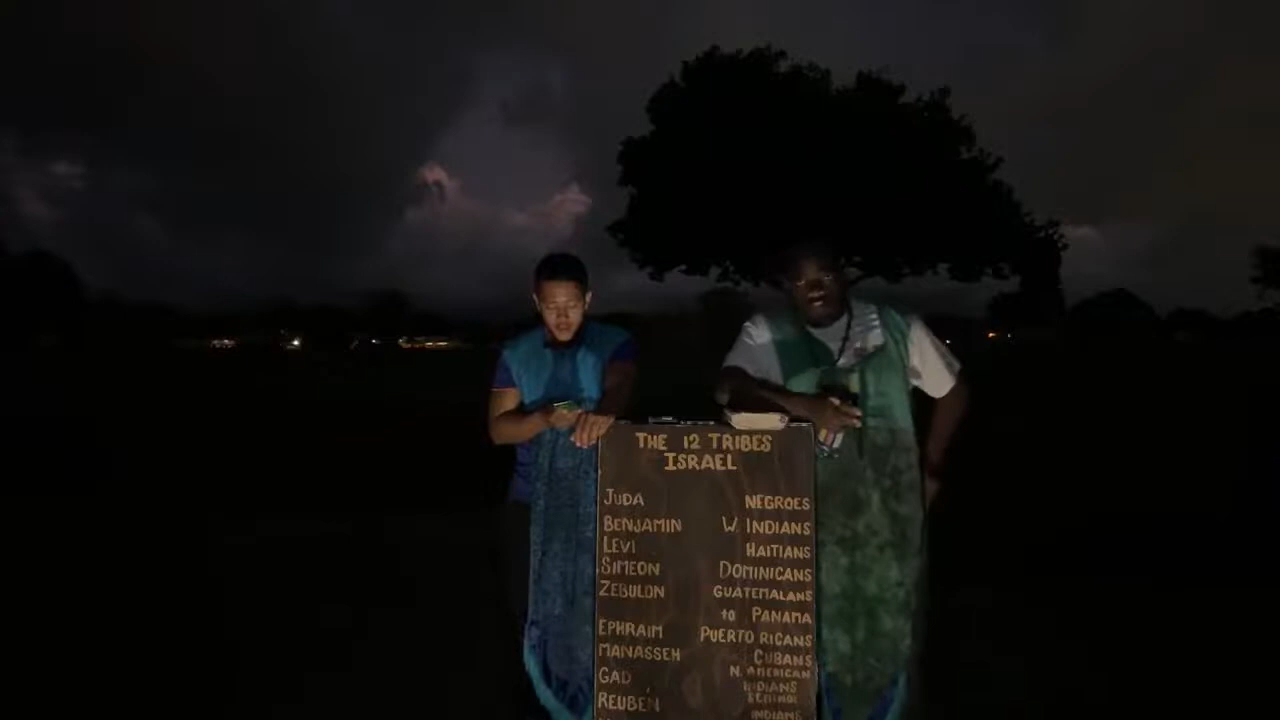 THE 12 TRIBES
ISRAEL
JUDA NEGROES
BENJAMIN W. INDIANS
LEVI HAITIANS
SIMEON DOMINICANS
ZEBULON GUATEMALANS
to PANAMA
EPHRAIM PUERTO RICANS
MANASSEH CUBANS
GAD N. AMERICAN
INDIANS
REUBEN SEMINOL
INDIANS